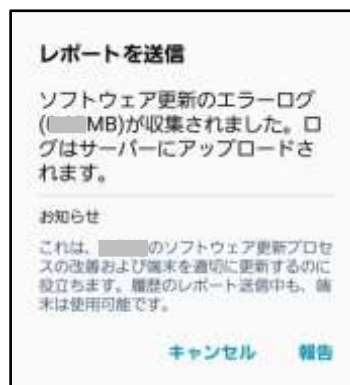 レポートを送信
ソフトウェア更新のエラーログ
( MB)が収集されました。ロ
グはサーバーにアップロードさ
れます。
お知らせ
これは、 のソフトウェア更新プロセ
スの改善および端末を適切に更新するのに
役立ちます。履歴のレポート送信中も、端
末は使用可能です。
キャンセル 報告